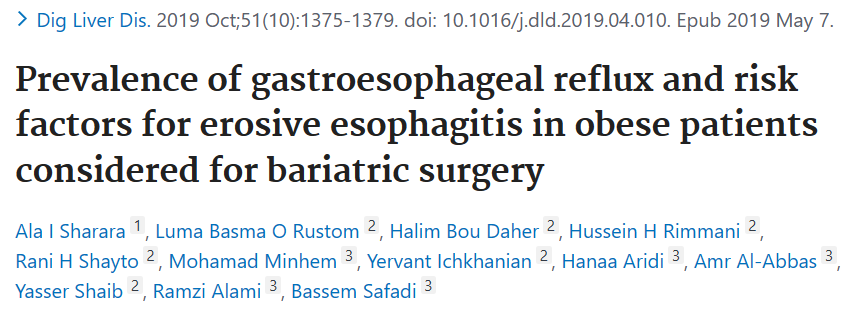 Dig Liver Dis. 2019 Oct;51(10):1375-1379. doi: 10.1016/j.dld.2019.04.010. Epub 2019 May 7.
Prevalence of gastroesophageal reflux and risk
factors for erosive esophagitis in obese patients
considered for bariatric surgery
Ala I Sharara 1, Luma Basma O Rustom 2, Halim Bou Daher 2, Hussein H Rimmani 2,
Rani H Shayto 2, Mohamad Minhem 3, Yervant Ichkhanian 2, Hanaa Aridi 3, Amr Al-Abbas 3,
Yasser Shaib 2, Ramzi Alami 3, Bassem Safadi 3